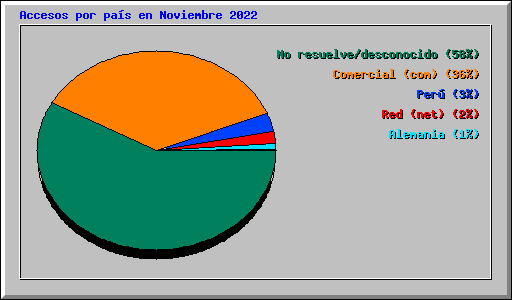 Accesos por país en Noviembre 2022
No resuelve/desconocido (58%)
Comercial (com) (36%)
Perú (3%)
Red (net) (2%)
Alemania (1%)